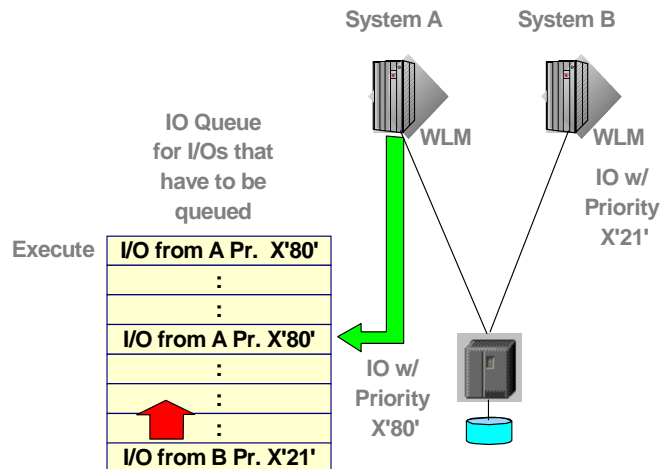 System A
System B
WLM
WLM
IO Queue
for I/Os that
have to be
queued
IO w/
Priority
X'21'
Execute
I/O from A Pr.  X'80'
:
:
I/O from A Pr. X'80'
:
:
:
I/O from B Pr. X'21'
IO w/
Priority
X'80'